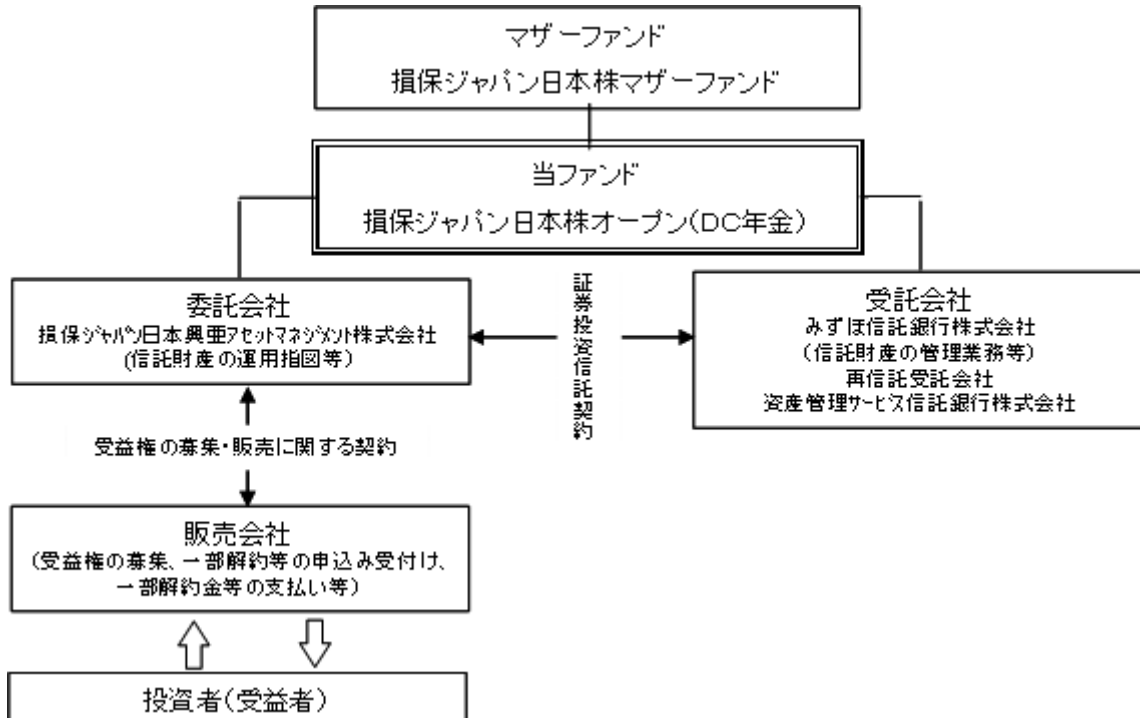 マザーファンド
損保ジャパン日本株マザーファンド
当ファンド
損保ジャパン日本株オープン(DC年金)
委託会社
損保ジャパン日本興亜アセットマネジメント株式会社
(信託財産の運用指図等)
証券投資信託契約
受託会社
みずほ信託銀行株式会社
(信託財産の管理業務等)
再信託受託会社
資産管理サービス信託銀行株式会社
受益権の募集・販売に関する契約
販売会社
(受益権の募集、一部解約等の申込み受付け、
一部解約金等の支払い等)
投資者(受益者)